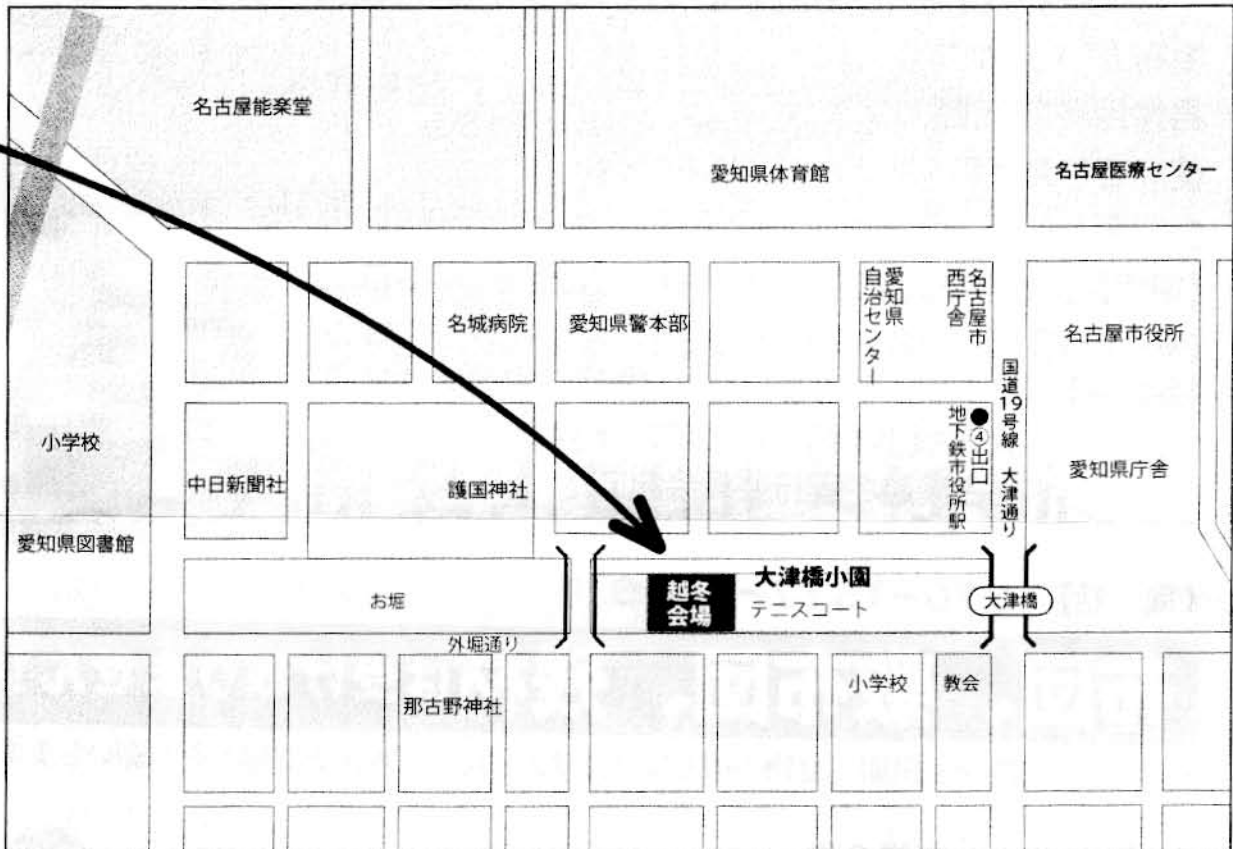 名古屋能楽堂
愛知県体育館
名古屋医療センター
名城病院
愛知県警本部
愛知県
自治センター
名古屋市
西庁舎
名古屋市役所
国道19号線 大津通り
小学校
中日新聞社
護国神社
④出口
地下鉄市役所駅
愛知県庁舎
愛知県図書館
お堀
越冬
会場
大津橋小園
テニスコート
大津橋
外堀通り
那古野神社
小学校
教会